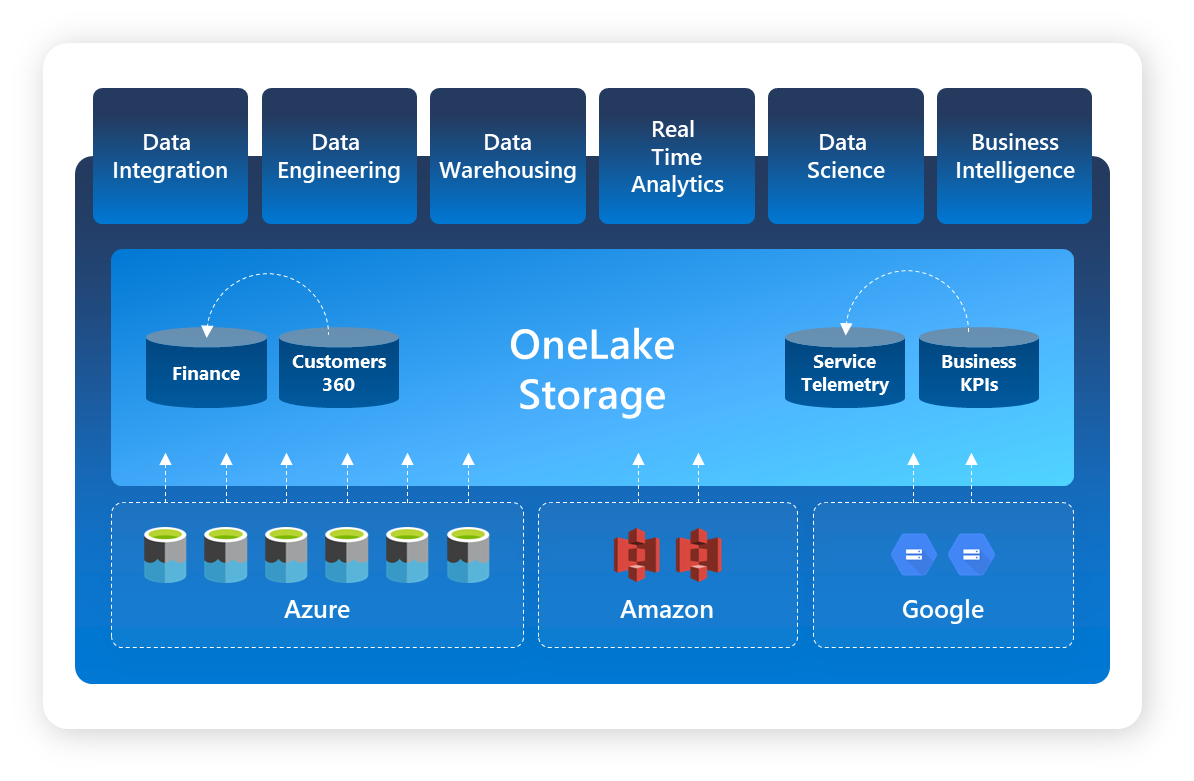 Data
Integration
Data
Engineering
Data
Warehousing
Real
Time
Analytics
Data
Science
Business
Intelligence
Finance
Customers
360
OneLake
Storage
Service
Telemetry
Business
KPIs
Azure
Amazon
Google